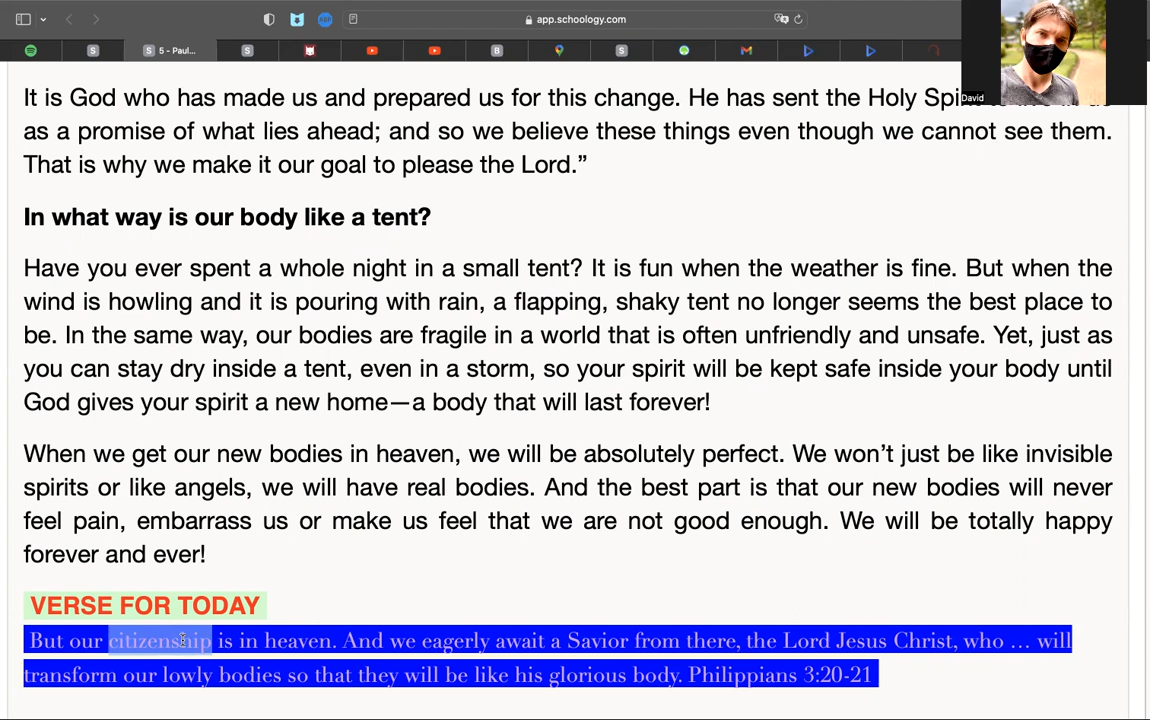 app.schoology.com
5 - Paul...
David
It is God who has made us and prepared us for this change. He has sent the Holy
as a promise of what lies ahead; and so we believe these things even though we cannot see them.
That is why we make it our goal to please the Lord.”
In what way is our body like a tent?
Have you ever spent a whole night in a small tent? It is fun when the weather is fine. But when the
wind is howling and it is pouring with rain, a flapping, shaky tent no longer seems the best place to
be. In the same way, our bodies are fragile in a world that is often unfriendly and unsafe. Yet, just as
you can stay dry inside a tent, even in a storm, so your spirit will be kept safe inside your body until
God gives your spirit a new home—a body that will last forever!
When we get our new bodies in heaven, we will be absolutely perfect. We won’t just be like invisible
spirits or like angels, we will have real bodies. And the best part is that our new bodies will never
feel pain, embarrass us or make us feel that we are not good enough. We will be totally happy
forever and ever!
VERSE FOR TODAY
But our citizenship is in heaven. And we eagerly await a Savior from there, the Lord Jesus Christ, who … will
transform our lowly bodies so that they will be like his glorious body. Philippians 3:20-21